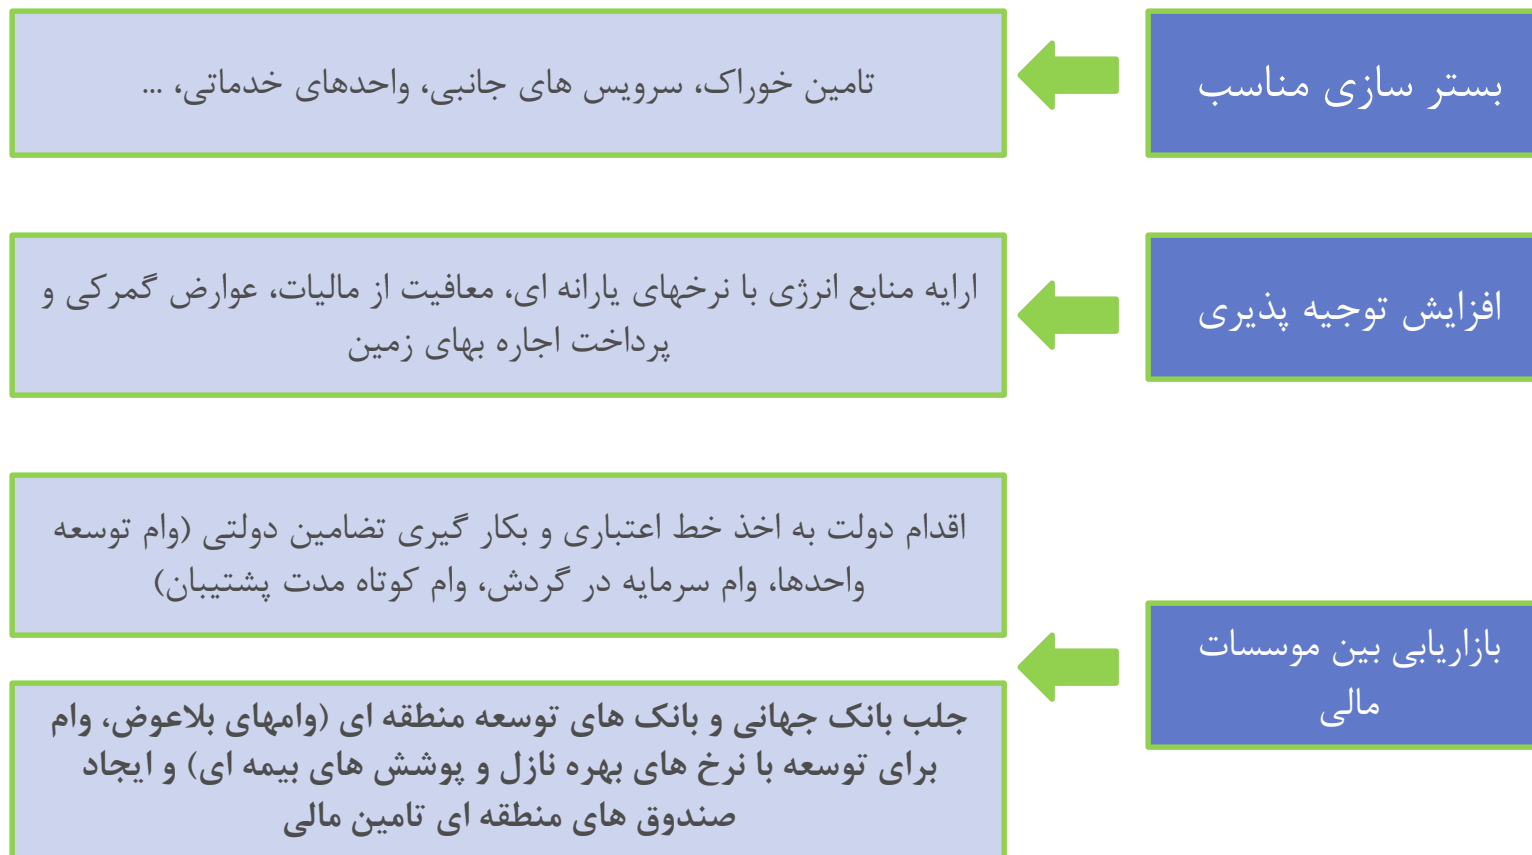 بستر سازی مناسب
تامین خوراک، سرویس های جانبی، واحدهای خدماتی، ...
افزایش توجیه پذیری
ارایه منابع انرژی با نرخهای یارانه ای، معافیت از مالیات، عوارض گمرکی و
پرداخت اجاره بهای زمین
بازاریابی بین موسسات
مالی
اقدام دولت به اخذ خط اعتباری و بکار گیری تضامین دولتی (وام توسعه
واحدها، وام سرمایه در گردش، وام کوتاه مدت پشتیبان)
جلب بانک جهانی و بانک های توسعه منطقه ای (وامهای بلاعوض، وام
برای توسعه با نرخ های بهره نازل و پوشش های بیمه ای) و ایجاد
صندوق های منطقه ای تامین مالی